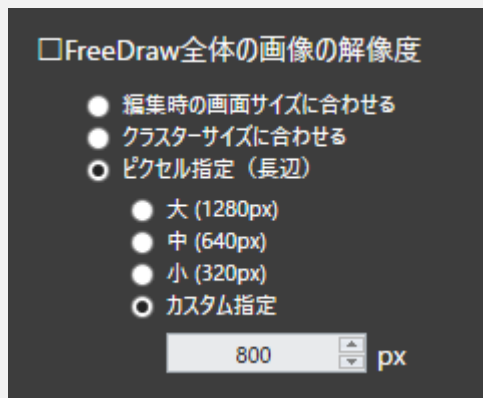 □FreeDraw全体の画像の解像度
編集時の画面サイズに合わせる
クラスターサイズに合わせる
ピクセル指定（長辺）
大 (1280px)
中 (640px)
小 (320px)
カスタム指定
800 px